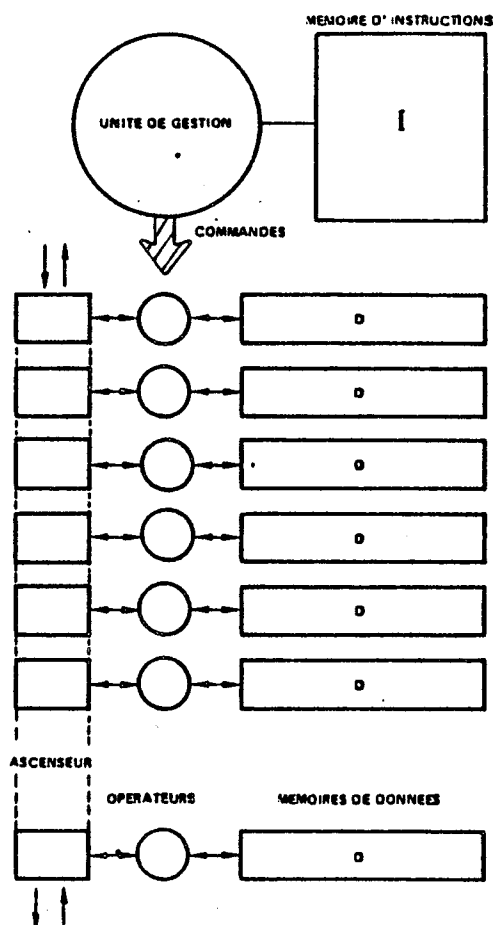 MEMOIRE D' INSTRUCTIONS
UNITE DE GESTION
I
COMMANDES
D
D
D
D
D
D
ASCENSEUR
OPERATEURS
MEMOIRES DE DONNEES
D